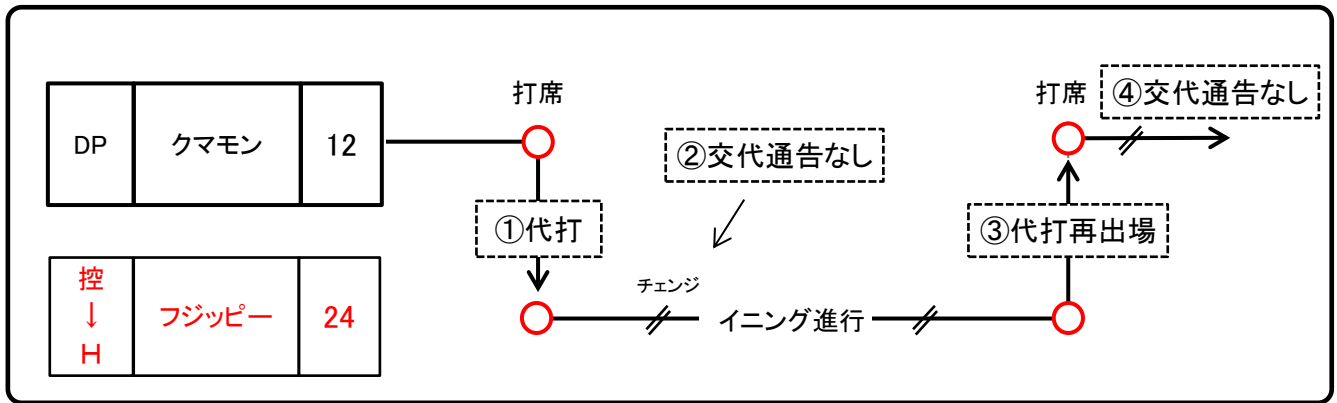 DP クマモン 12
打席
①代打
②交代通告なし
チェンジ
イニング進行
打席
④交代通告なし
③代打再出場
控
↓
H
フジッピー 24